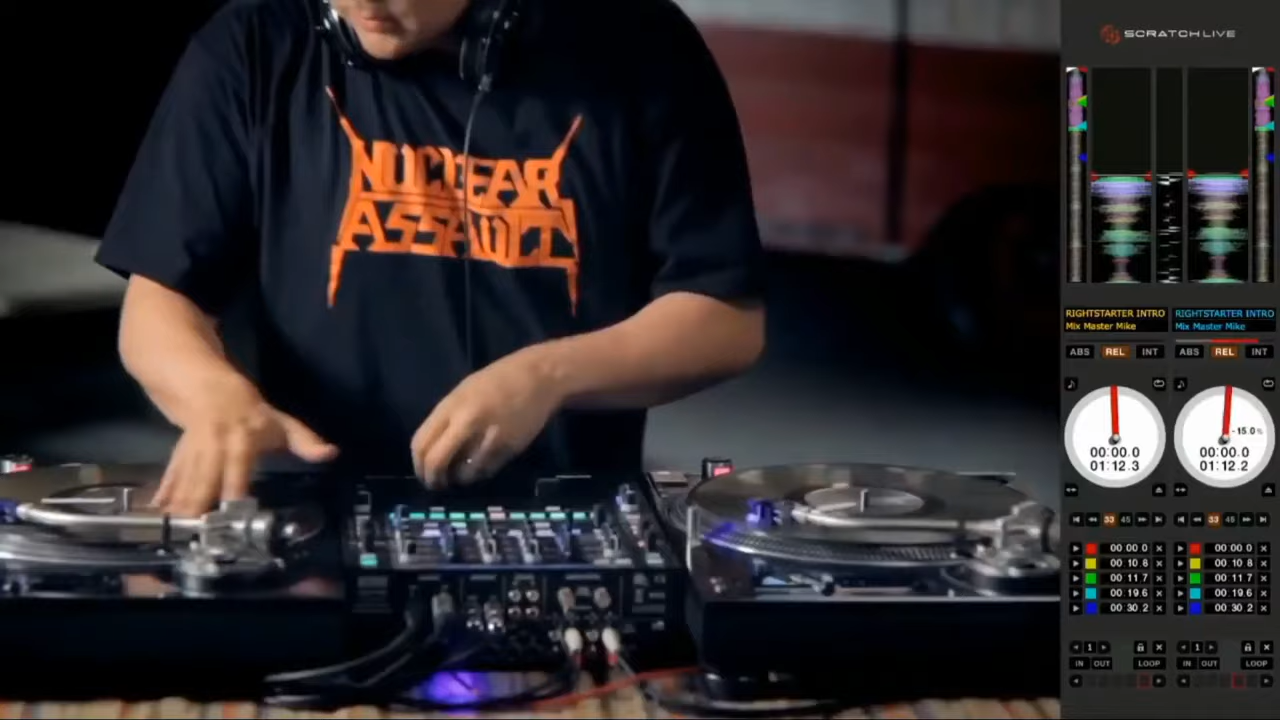 NUCLEAR
ASSAULT
SCRATCH LIVE
RIGHTSTARTER INTRO
Mix Master Mike
RIGHTSTARTER INTRO
Mix Master Mike
ABS REL INT
ABS REL INT
00:00.0
01:12.3
-15.0%
00:00.0
01:12.2
33 45
33 45
00 00 0
00 10 8
00 11 7
00 19 6
00 30 2
00 00 0
00 10 8
00 11 7
00 19.6
00 30 2
1
IN OUT LOOP
1
IN OUT LOOP